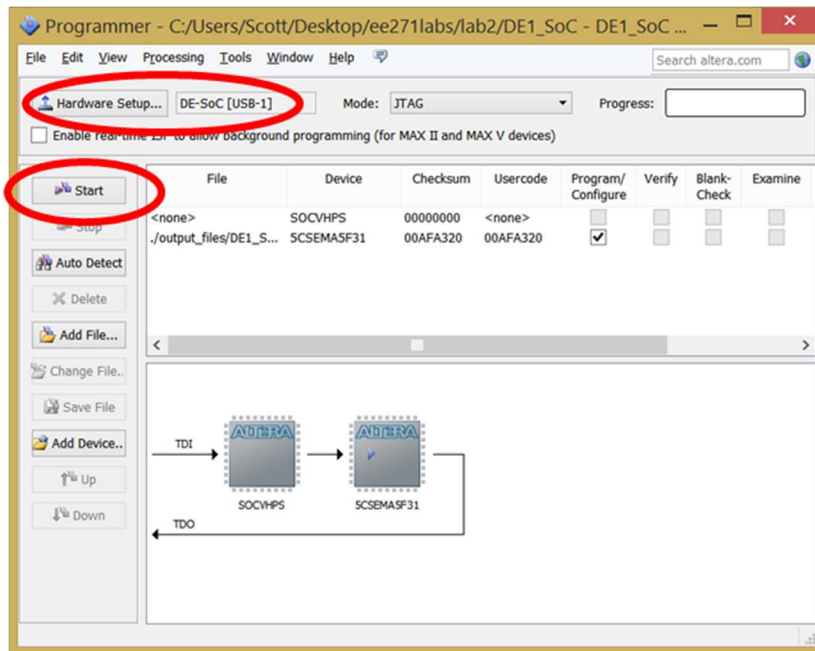 Programmer - C:/Users/Scott/Desktop/ee271labs/lab2/DE1_SoC - DE1_SoC ...
File Edit View Processing Tools Window Help
Search altera.com
Hardware Setup... DE-SoC [USB-1] Mode: JTAG Progress:
Enable real-time ISP to allow background programming (for MAX II and MAX V devices)
Start
Stop
Auto Detect
Delete
Add File...
Change File..
Save File
Add Device..
Up
Down
File Device Checksum Usercode Program/ Verify Blank- Examine
Configure Check
<none> SOCVHPS 00000000 <none>
./output_files/DE1_S... 5CSEMA5F31 00AFA320 00AFA320
ALTERA ALTERA
TDI
SOCVHPS 5CSEMA5F31
TDO